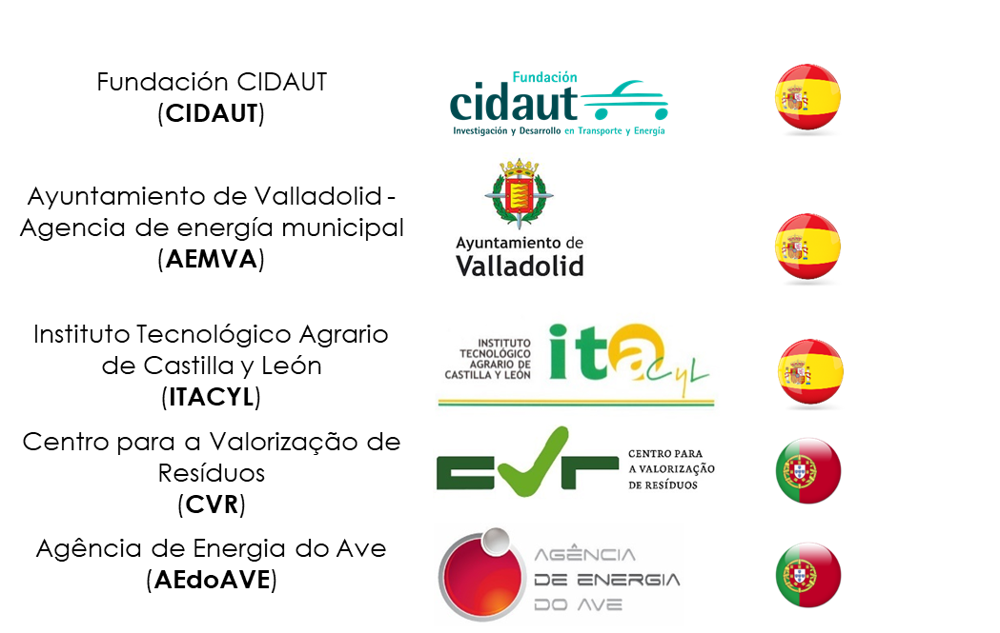 Fundación CIDAUT
(CIDAUT)
Fundación
cidaut
Investigación y Desarrollo en Transporte y Energía
Ayuntamiento de Valladolid -
Agencia de energía municipal
(AEMVA)
Ayuntamiento de
Valladolid
Instituto Tecnológico Agrario
de Castilla y León
(ITACYL)
INSTITUTO
TECNOLÓGICO
AGRARIO DE
CASTILLA Y LEÓN
itaCyL
Centro para a Valorização de
Resíduos
(CVR)
CVR
CENTRO PARA
A VALORIZAÇÃO
DE RESÍDUOS
Agência de Energia do Ave
(AEdoAVE)
AGÊNCIA
DE ENERGIA
DO AVE